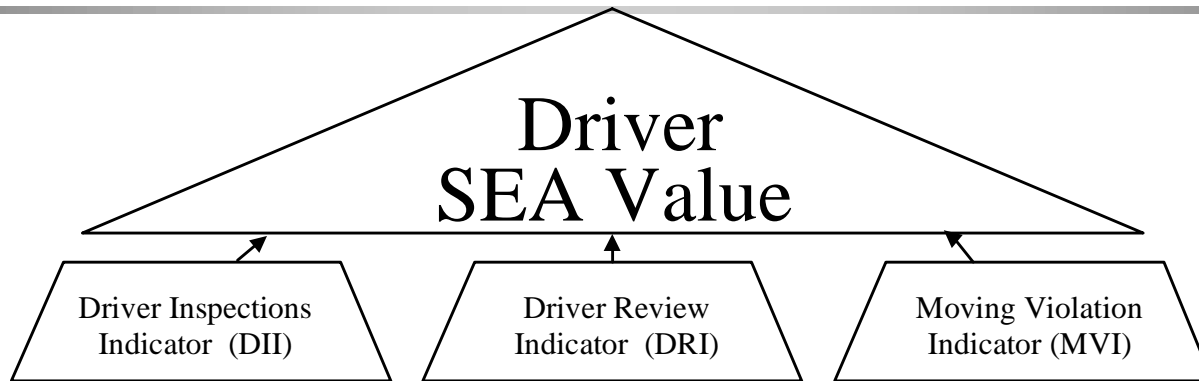 Driver
SEA Value
Driver Inspections
Indicator (DII)
Driver Review
Indicator (DRI)
Moving Violation
Indicator (MVI)